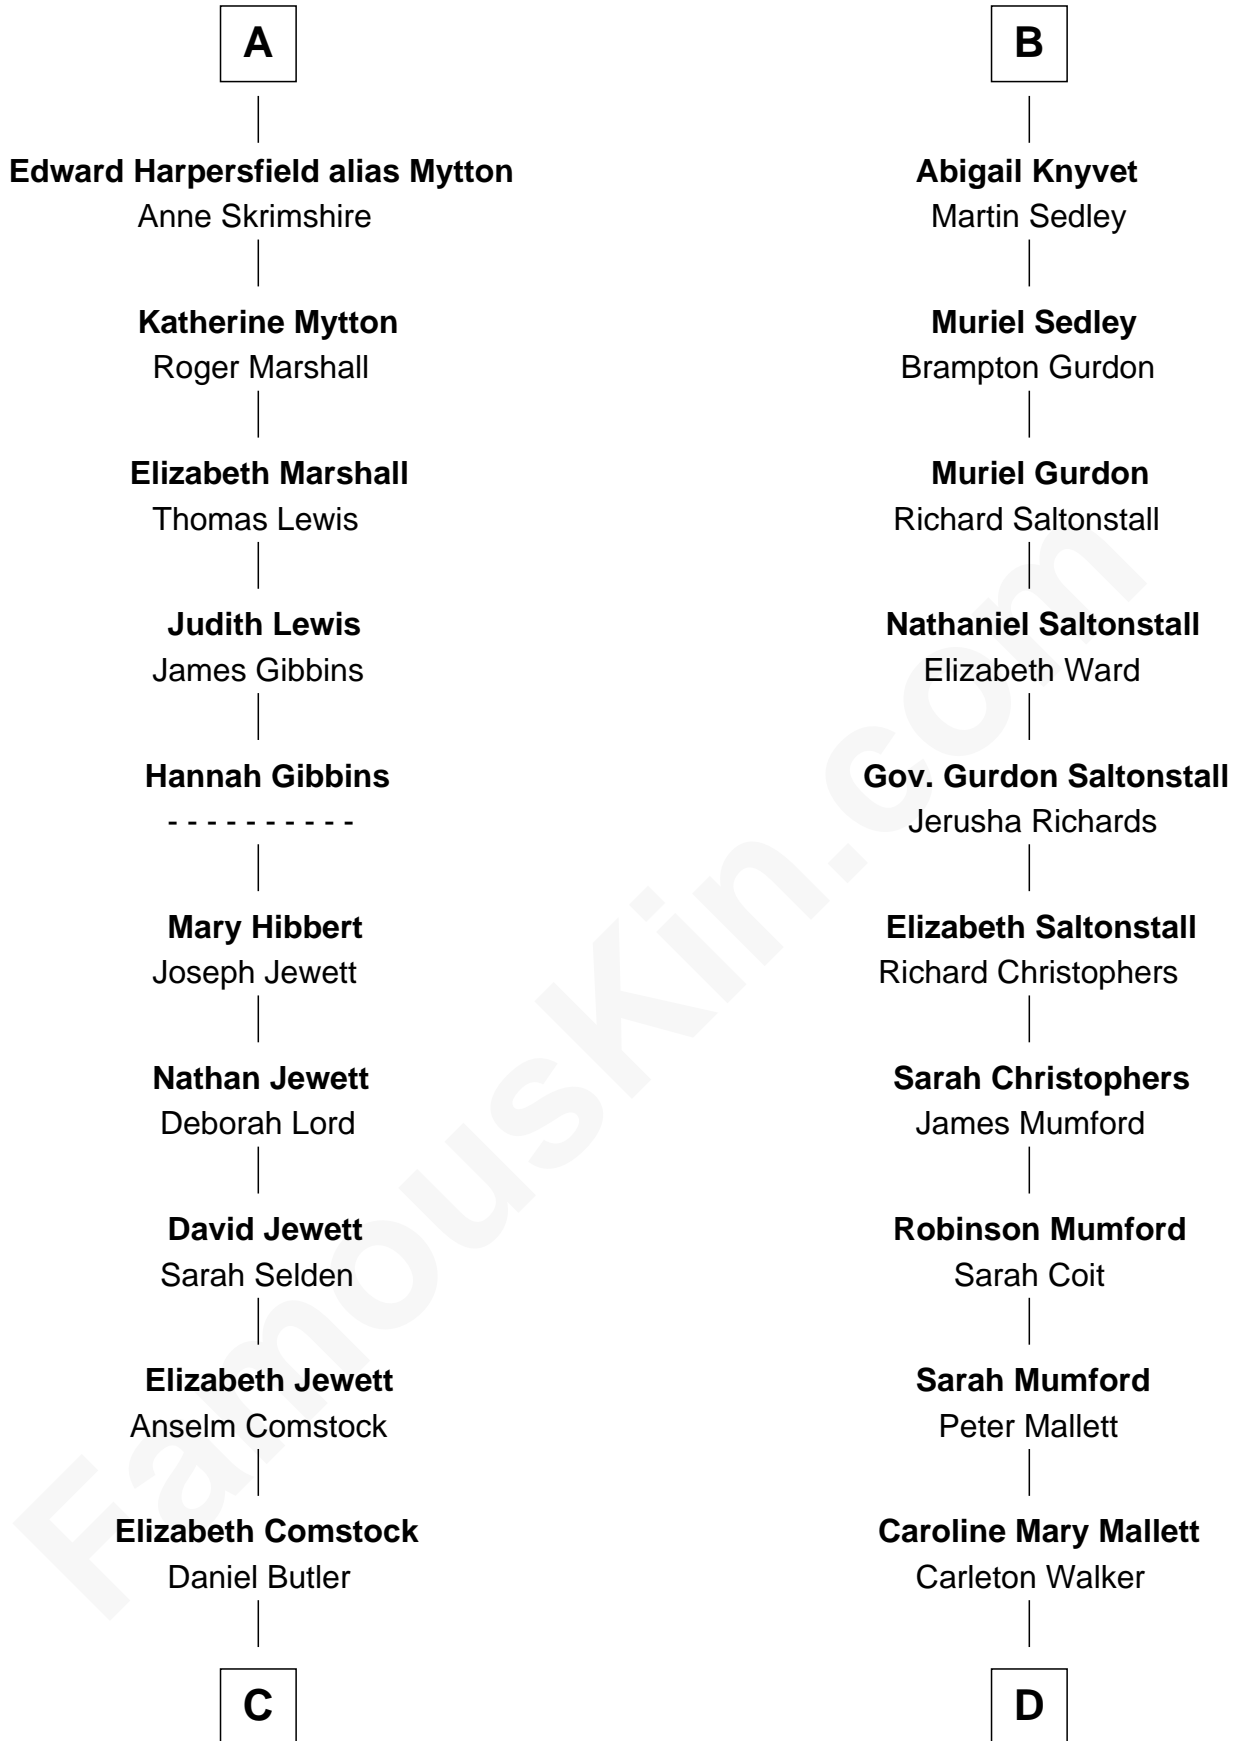 A
Edward Harpersfield alias Mytton
Anne Skrimshire
Katherine Mytton
Roger Marshall
Elizabeth Marshall
Thomas Lewis
Judith Lewis
James Gibbins
Hannah Gibbins
- - - - - - - - - -
Mary Hibbert
Joseph Jewett
Nathan Jewett
Deborah Lord
David Jewett
Sarah Selden
Elizabeth Jewett
Anselm Comstock
Elizabeth Comstock
Daniel Butler
C
B
Abigail Knyvet
Martin Sedley
Muriel Sedley
Brampton Gurdon
Muriel Gurdon
Richard Saltonstall
Nathaniel Saltonstall
Elizabeth Ward
Gov. Gurdon Saltonstall
Jerusha Richards
Elizabeth Saltonstall
Richard Christophers
Sarah Christophers
James Mumford
Robinson Mumford
Sarah Coit
Sarah Mumford
Peter Mallett
Caroline Mary Mallett
Carleton Walker
D
FamousKin.com